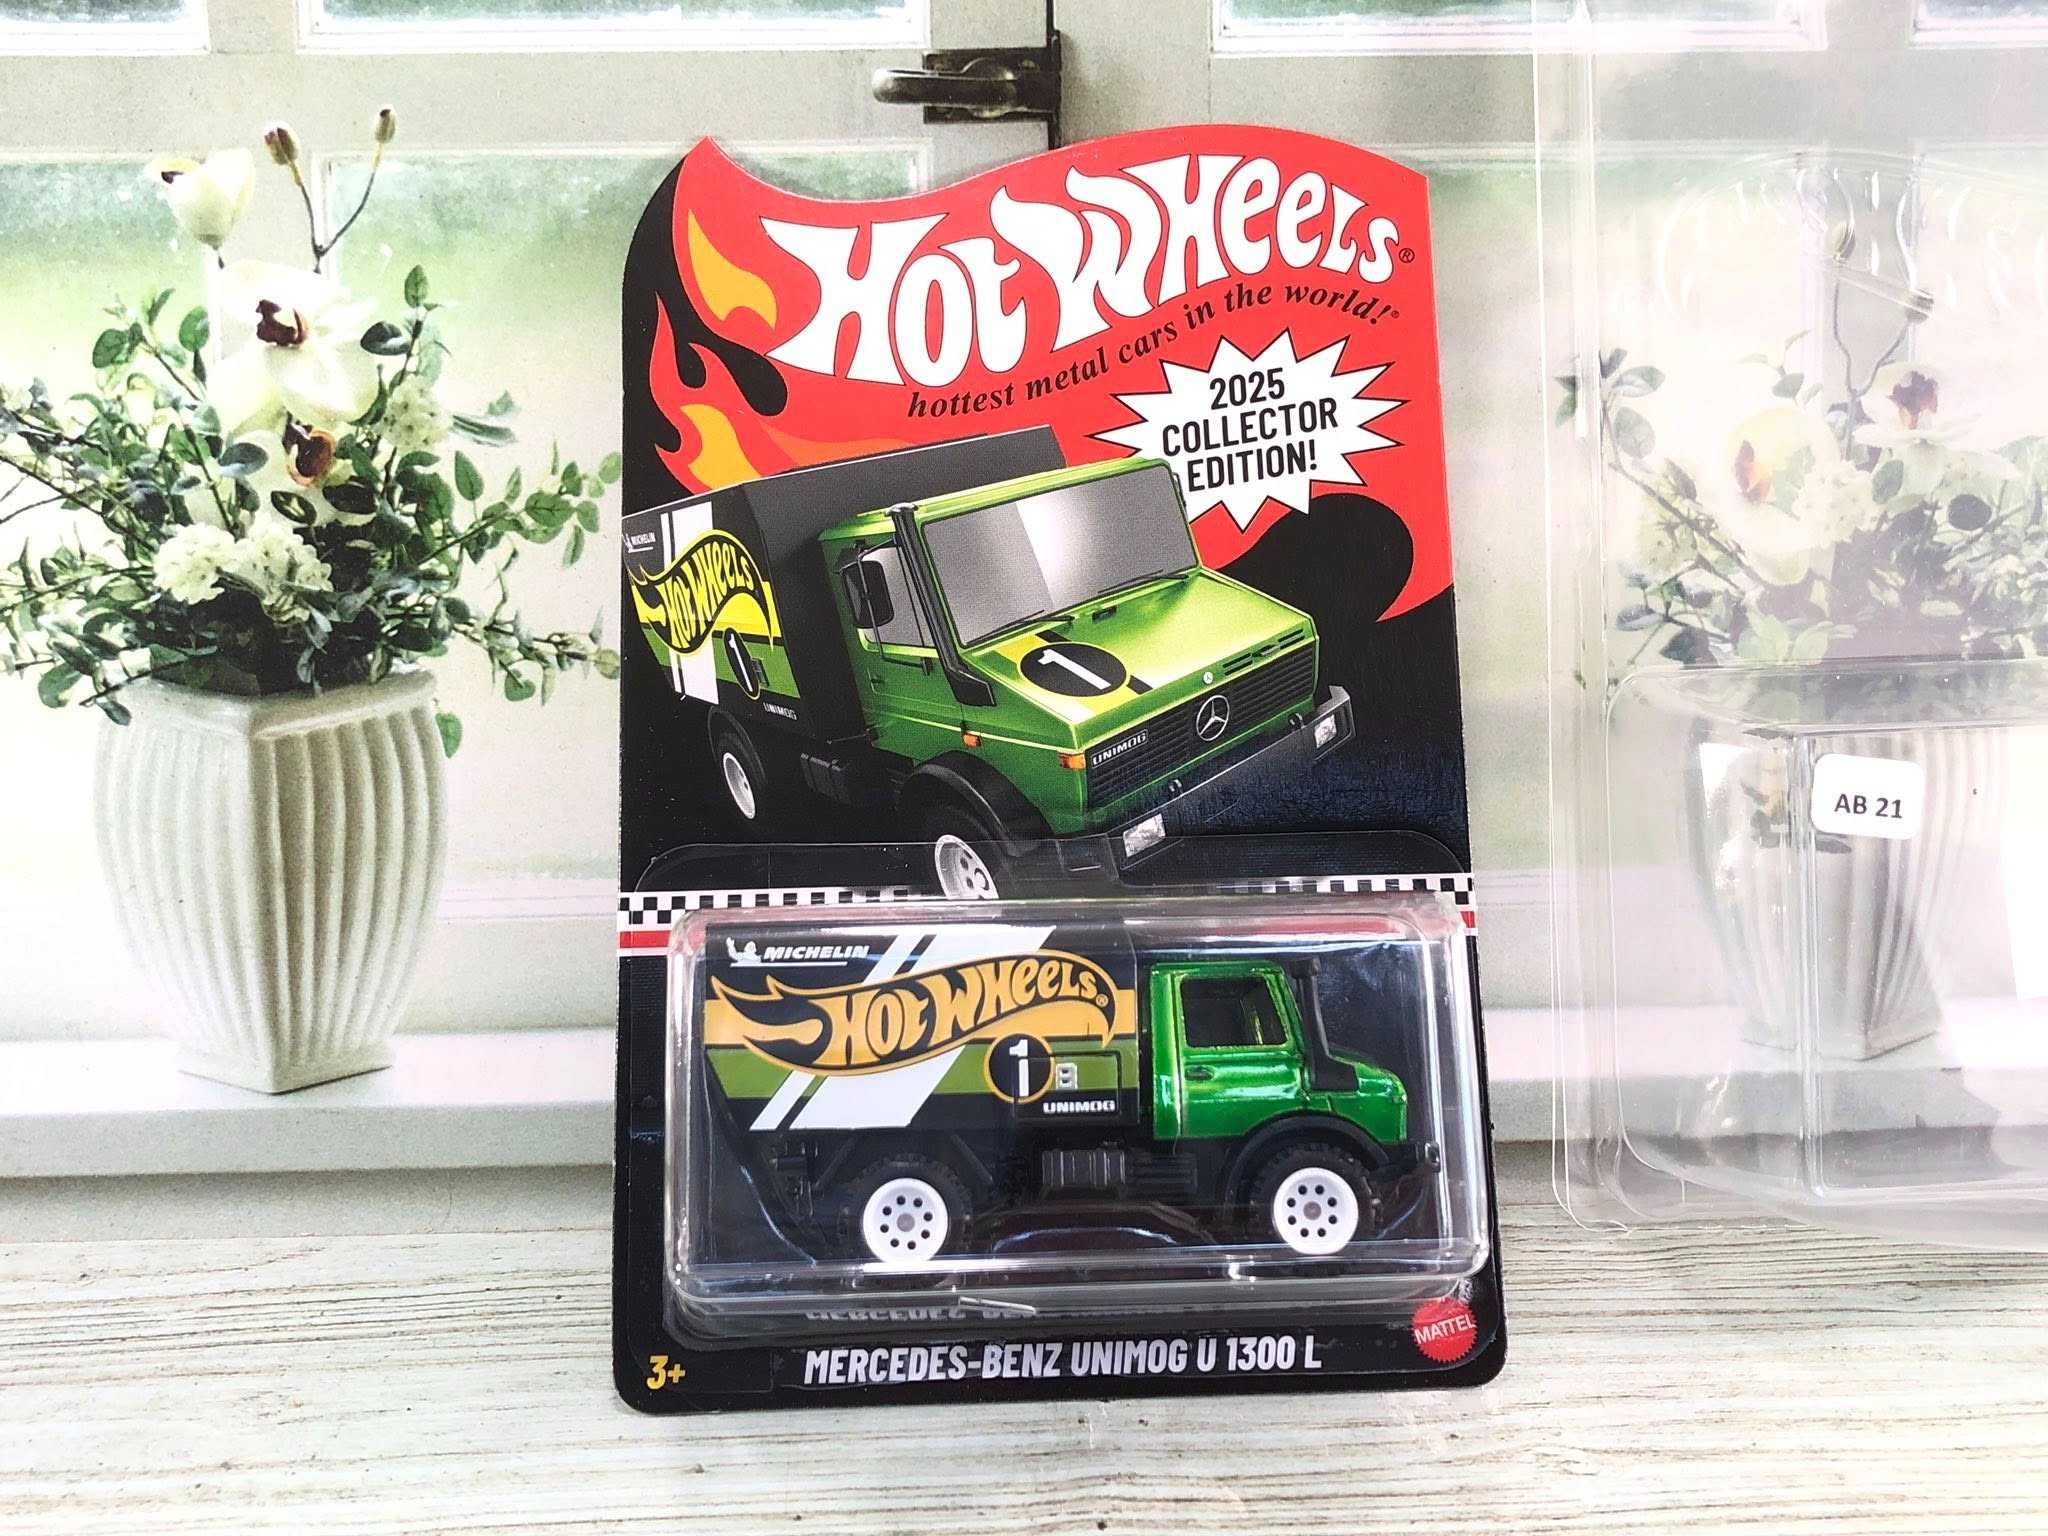 HOT WHEELS®
hottest metal cars in the world!
2025
COLLECTOR
EDITION!
MICHELIN
HOT WHEELS
1
UNIMOG
1
UNIMOG
AB 21
MICHELIN
HOT WHEELS®
1
UNIMOG
MATTEL
3+
MERCEDES-BENZ UNIMOG U 1300 L